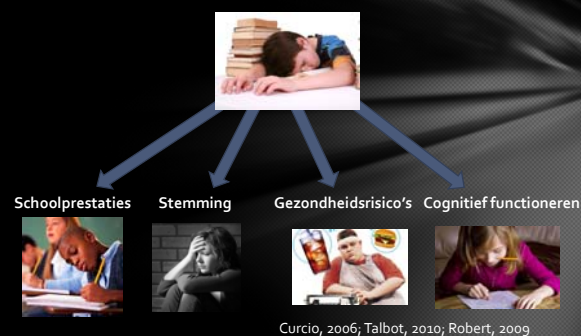 Schoolprestaties Stemming Gezondheidsrisico's Cognitief functioneren
Curcio, 2006; Talbot, 2010; Robert, 2009